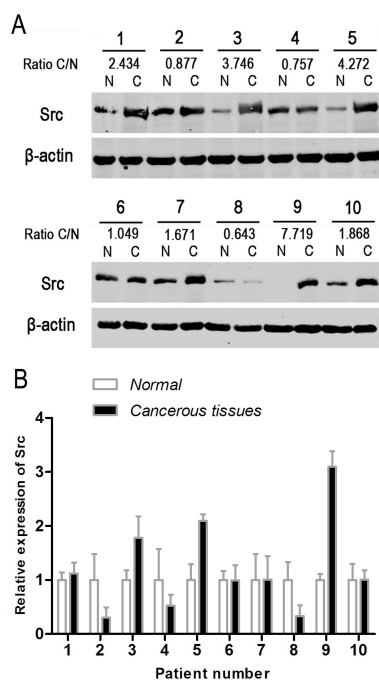 A
1 2 3 4 5
Ratio C/N 2.434 0.877 3.746 0.757 4.272
N C N C N C N C N C
Src
β-actin
6 7 8 9 10
Ratio C/N 1.049 1.671 0.643 7.719 1.868
N C N C N C N C N C
Src
β-actin
B
Normal
Cancerous tissues
Relative expression of Src
4
3
2
1
0
1 2 3 4 5 6 7 8 9 10
Patient number